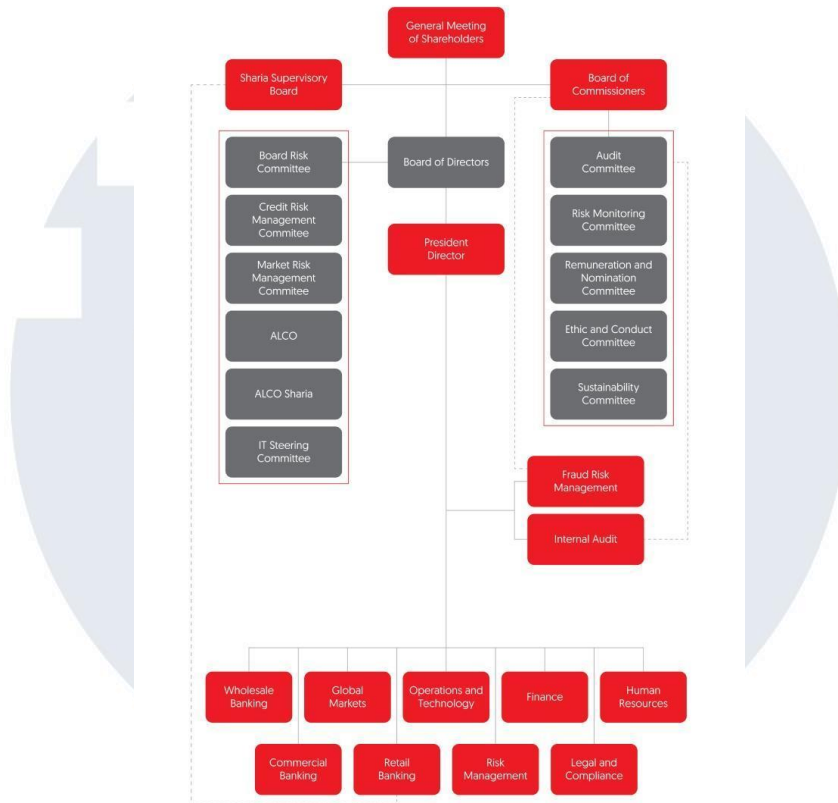 General Meeting
of Shareholders
Sharia Supervisory
Board
Board of
Commissioners
Board Risk
Committee
Board of Directors
Audit
Committee
Credit Risk
Management
Commitee
Risk Monitoring
Committee
President
Director
Market Risk
Management
Commitee
Remuneration and
Nomination
Committee
ALCO
Ethic and Conduct
Committee
ALCO Sharia
Sustainability
Committee
IT Steering
Committee
Fraud Risk
Management
Internal Audit
Wholesale
Banking
Global
Markets
Operations and
Technology
Finance
Human
Resources
Commercial
Banking
Retail
Banking
Risk
Management
Legal and
Compliance